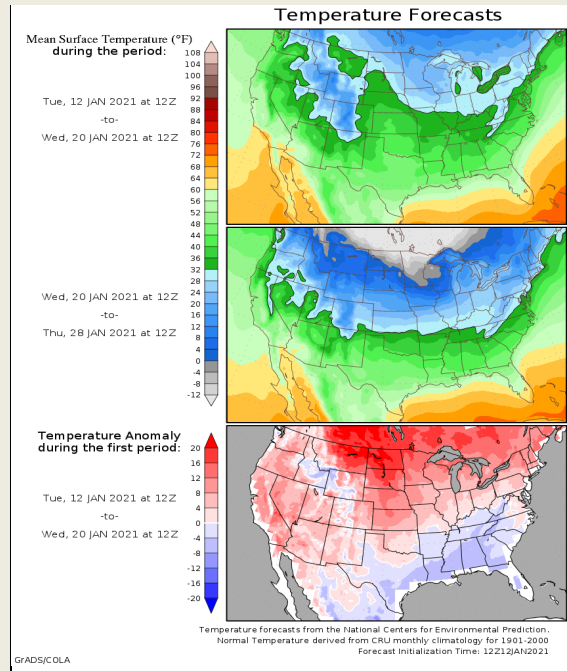 Temperature Forecasts
Mean Surface Temperature (°F)
during the period:
Tue, 12 JAN 2021 at 12Z
-to-
Wed, 20 JAN 2021 at 12Z
108
104
100
96
92
88
84
80
76
72
68
64
60
56
52
48
44
40
36
32
28
24
20
16
12
8
4
0
-4
-8
-12
Wed, 20 JAN 2021 at 12Z
-to-
Thu, 28 JAN 2021 at 12Z
Temperature Anomaly
during the first period:
Tue, 12 JAN 2021 at 12Z
-to-
Wed, 20 JAN 2021 at 12Z
20
16
12
8
4
0
-4
-8
-12
-16
-20
Temperature forecasts from the National Centers for Environmental Prediction.
Normal Temperature derived from CRU monthly climatology for 1901-2000
Forecast Initialization Time: 12Z12JAN2021
GrADS/COLA